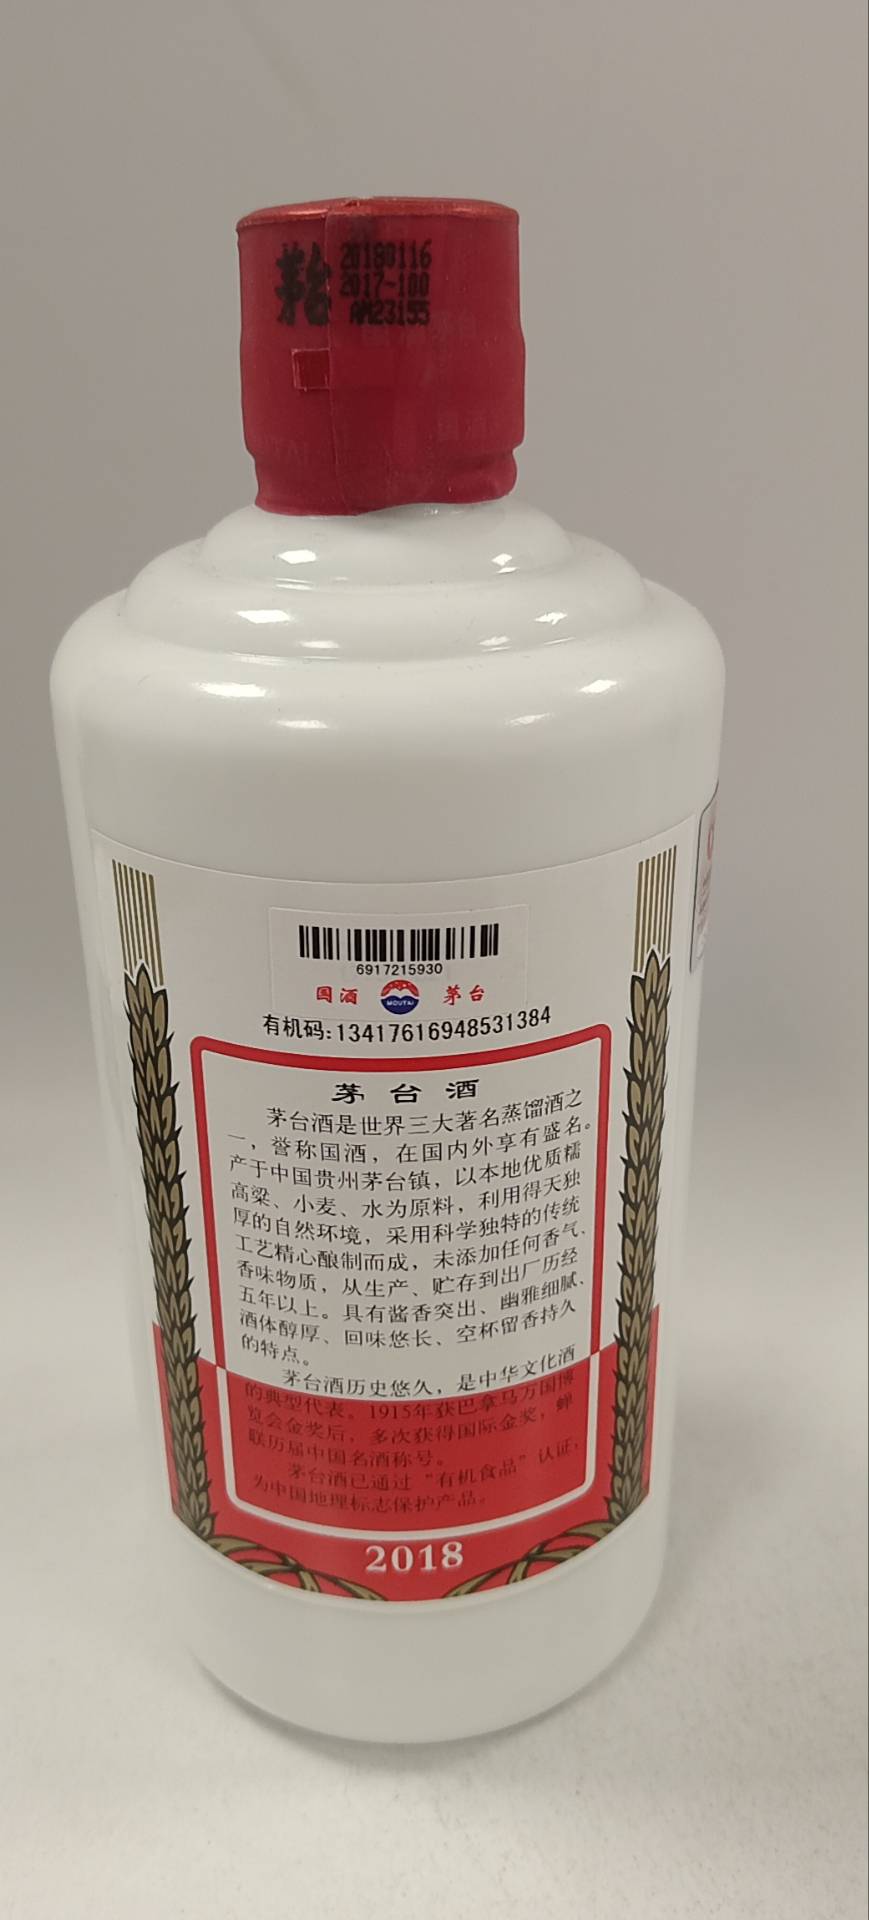 茅台
20180116
2017-100
AM23155
6917215930
国酒
MOUTAI
茅台
有机码:13417616948531384
茅台酒
茅台酒是世界三大著名蒸馏酒之
一，誉称国酒，在国内外享有盛名。
产于中国贵州茅台镇，以本地优质糯
高粱、小麦、水为原料，利用得天独
厚的自然环境，采用科学独特的传统
工艺精心酿制而成，未添加任何香气、
香味物质，从生产、贮存到出厂历经
五年以上。具有酱香突出、幽雅细腻、
酒体醇厚、回味悠长、空杯留香持久
的特点。
茅台酒历史悠久，是中华文化酒
的典型代表。1915年获巴拿马万国博
览会金奖后，多次获得国际金奖，蝉
联历届中国名酒称号。
茅台酒已通过“有机食品”认证，
为中国地理标志保护产品。
2018